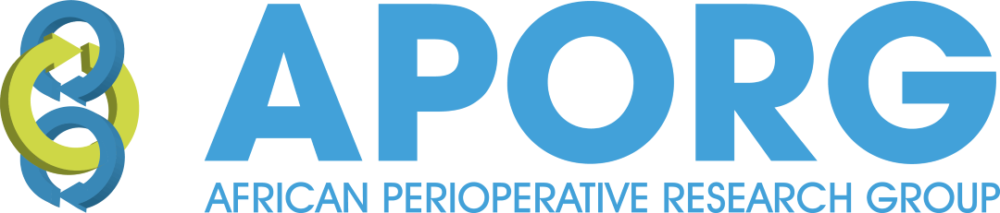 APORG
AFRICAN PERIOPERATIVE RESEARCH GROUP